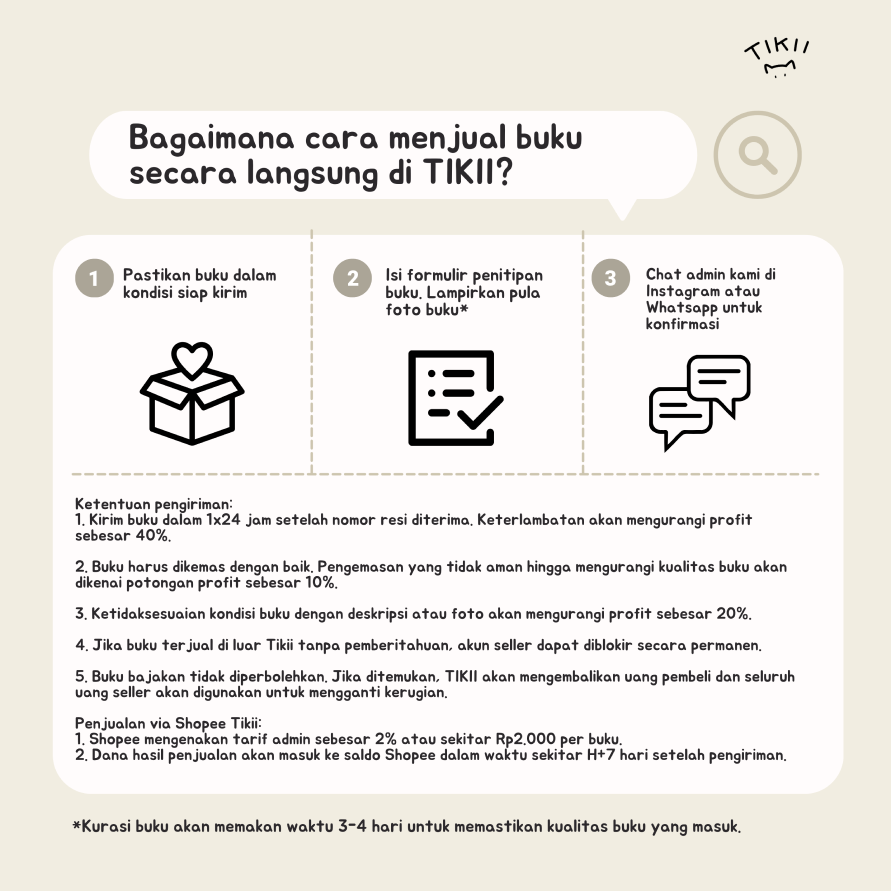 TIKII
Bagaimana cara menjual buku
secara langsung di TIKII?
1
Pastikan buku dalam
kondisi siap kirim
2
Isi formulir penitipan
buku. Lampirkan pula
foto buku*
3
Chat admin kami di
Instagram atau
Whatsapp untuk
konfirmasi
Ketentuan pengiriman:
1. Kirim buku dalam 1x24 jam setelah nomor resi diterima. Keterlambatan akan mengurangi profit
sebesar 40%.
2. Buku harus dikemas dengan baik. Pengemasan yang tidak aman hingga mengurangi kualitas buku akan
dikenai potongan profit sebesar 10%.
3. Ketidaksesuaian kondisi buku dengan deskripsi atau foto akan mengurangi profit sebesar 20%.
4. Jika buku terjual di luar Tikii tanpa pemberitahuan, akun seller dapat diblokir secara permanen.
5. Buku bajakan tidak diperbolehkan. Jika ditemukan, TIKII akan mengembalikan uang pembeli dan seluruh
uang seller akan digunakan untuk mengganti kerugian.
Penjualan via Shopee Tikii:
1. Shopee mengenakan tarif admin sebesar 2% atau sekitar Rp2.000 per buku.
2. Dana hasil penjualan akan masuk ke saldo Shopee dalam waktu sekitar H+7 hari setelah pengiriman.
*Kurasi buku akan memakan waktu 3-4 hari untuk memastikan kualitas buku yang masuk.